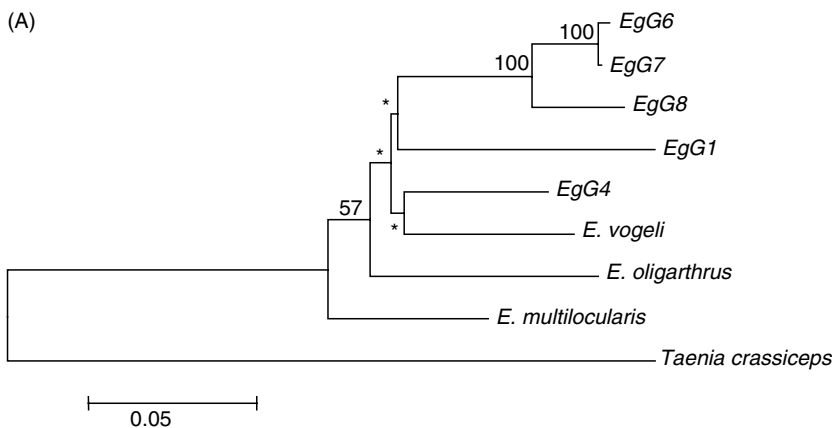 (A)
EgG6
100
EgG7
100
EgG8
*
EgG1
*
EgG4
57
*
E. vogeli
E. oligarthrus
E. multilocularis
Taenia crassiceps
0.05